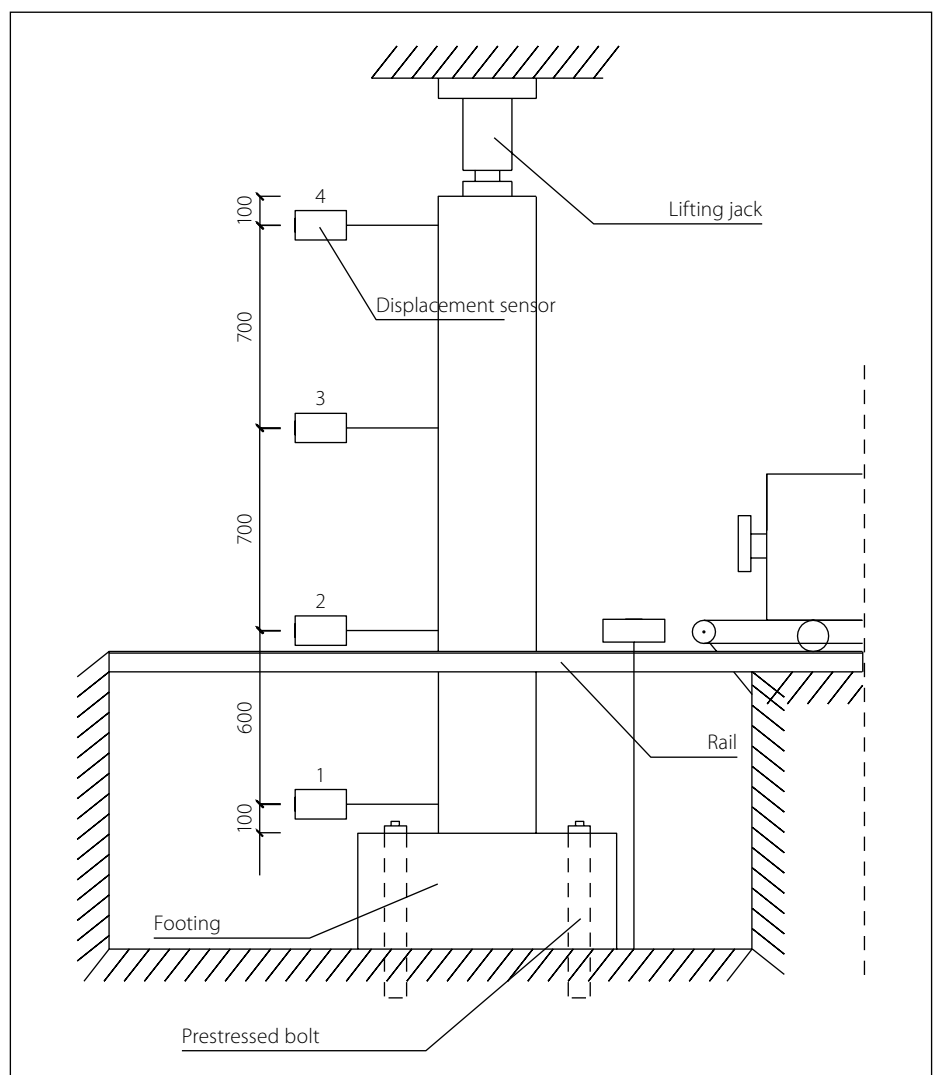 4
100
Lifting jack
Displacement sensor
700
3
700
2
600
Rail
1
100
Footing
Prestressed bolt